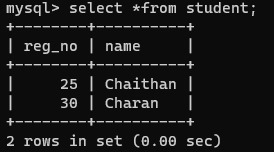 mysql> select *from student;
+--------+----------+
| reg_no | name     |
+--------+----------+
|     25 | Chaithan |
|     30 | Charan   |
+--------+----------+
2 rows in set (0.00 sec)